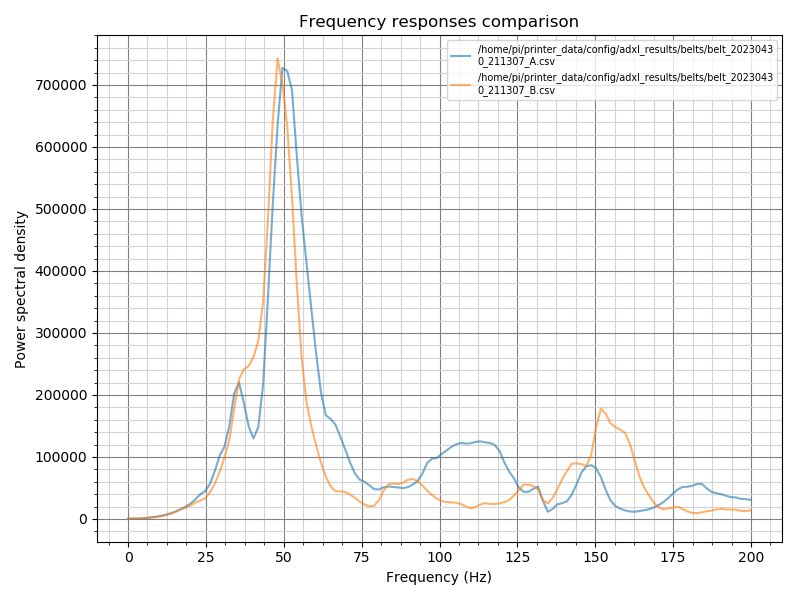 Frequency responses comparison
/home/pi/printer_data/config/adxl_results/belts/belt_2023043
0_211307_A.csv
/home/pi/printer_data/config/adxl_results/belts/belt_2023043
0_211307_B.csv
Power spectral density
700000
600000
500000
400000
300000
200000
100000
0
0 25 50 75 100 125 150 175 200
Frequency (Hz)